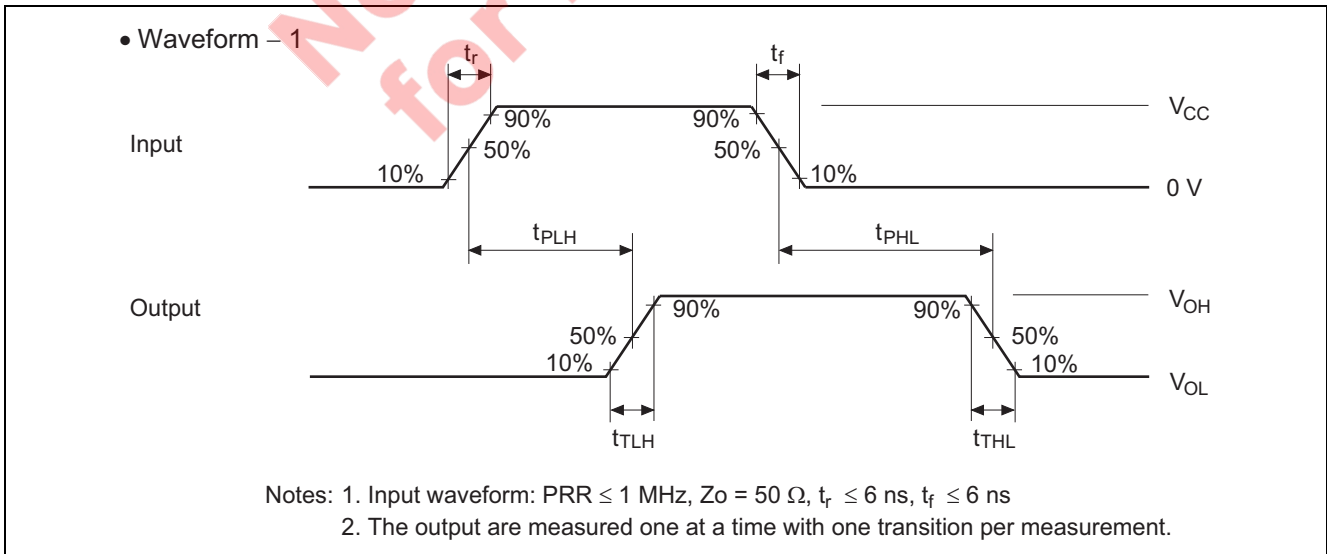 • Waveform – 1
tr
tf
90%
90%
VCC
Input
50%
50%
10%
10%
0 V
tPLH
tPHL
Output
90%
90%
VOH
50%
50%
10%
10%
VOL
tTLH
tTHL
Notes: 1. Input waveform: PRR ≤ 1 MHz, Zo = 50 Ω, tr ≤ 6 ns, tf ≤ 6 ns
2. The output are measured one at a time with one transition per measurement.
for